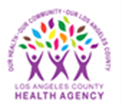 OUR HEALTH • OUR COMMUNITY • OUR LOS ANGELES COUNTY
LOS ANGELES COUNTY
HEALTH AGENCY